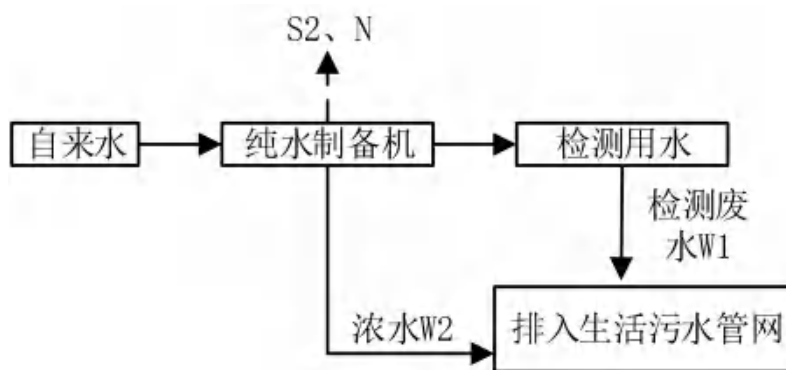 S2、N
自来水
纯水制备机
检测用水
检测废
水W1
浓水W2
排入生活污水管网